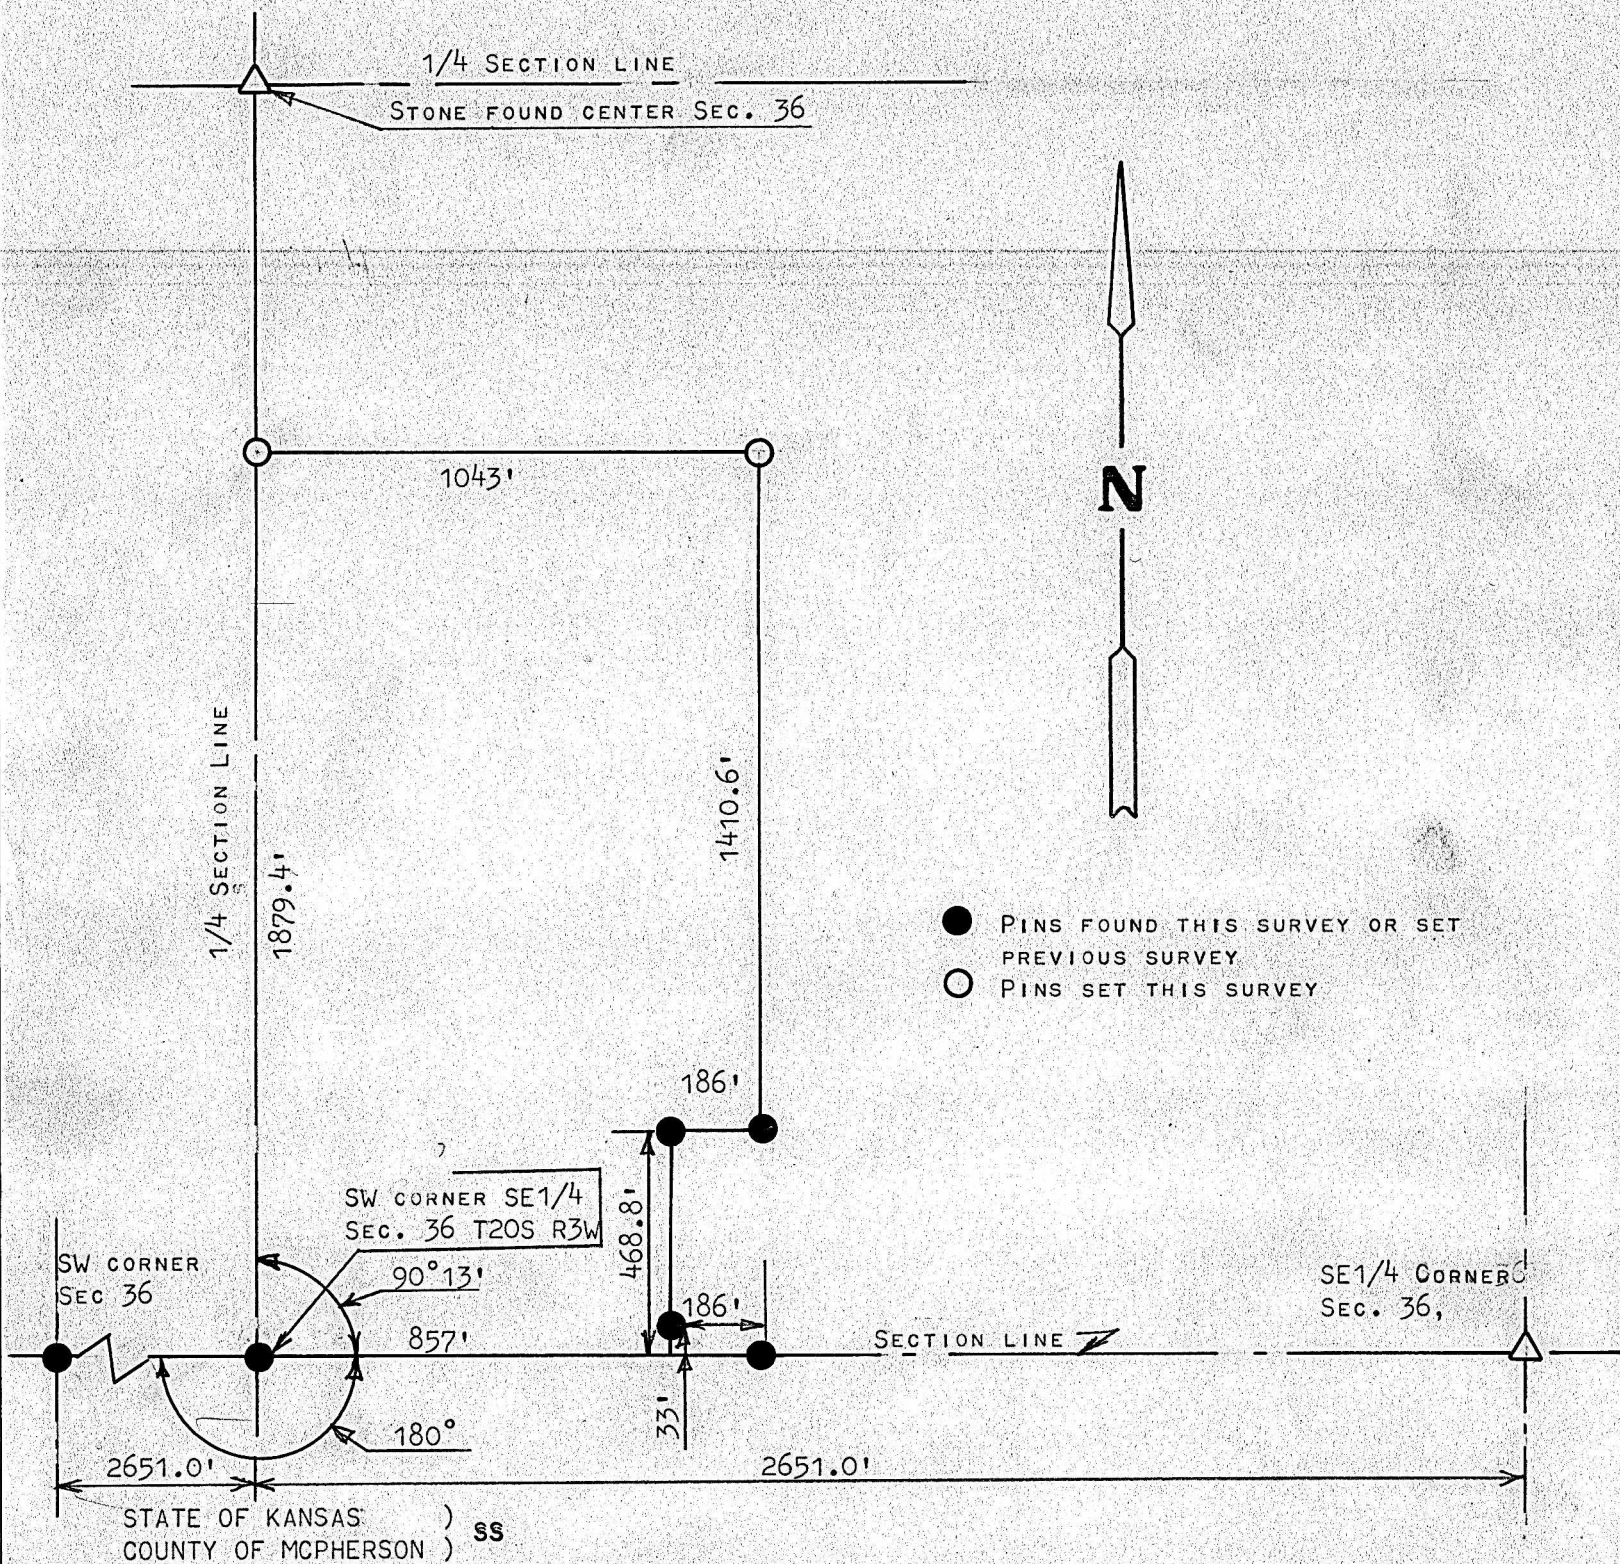 1/4 SECTION LINE
STONE FOUND CENTER SEC. 36
1043'
N
1/4 SECTION LINE
1879.4'
1410.6'
PINS FOUND THIS SURVEY OR SET
PREVIOUS SURVEY
PINS SET THIS SURVEY
186'
SW CORNER SE1/4
SEC. 36 T20S R3W
468.8'
SW CORNER
SEC 36
90°13'
186'
SE1/4 CORNER
SEC. 36,
857'
SECTION LINE
33'
180°
2651.0'
2651.0'
STATE OF KANSAS )
SS
COUNTY OF MCPHERSON )